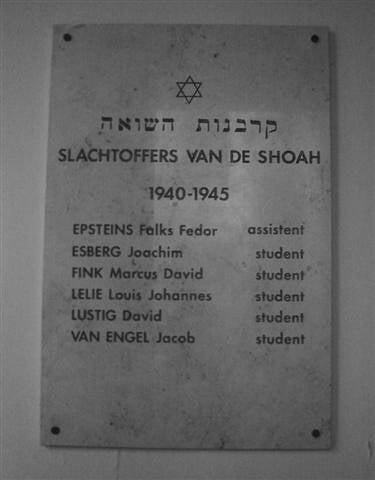 קרבנות השואה
SLACHTOFFERS VAN DE SHOAH
1940-1945
EPSTEINS Falks Fedor assistent
ESBERG Joachim student
FINK Marcus David student
LELIE Louis Johannes student
LUSTIG David student
VAN ENGEL Jacob student